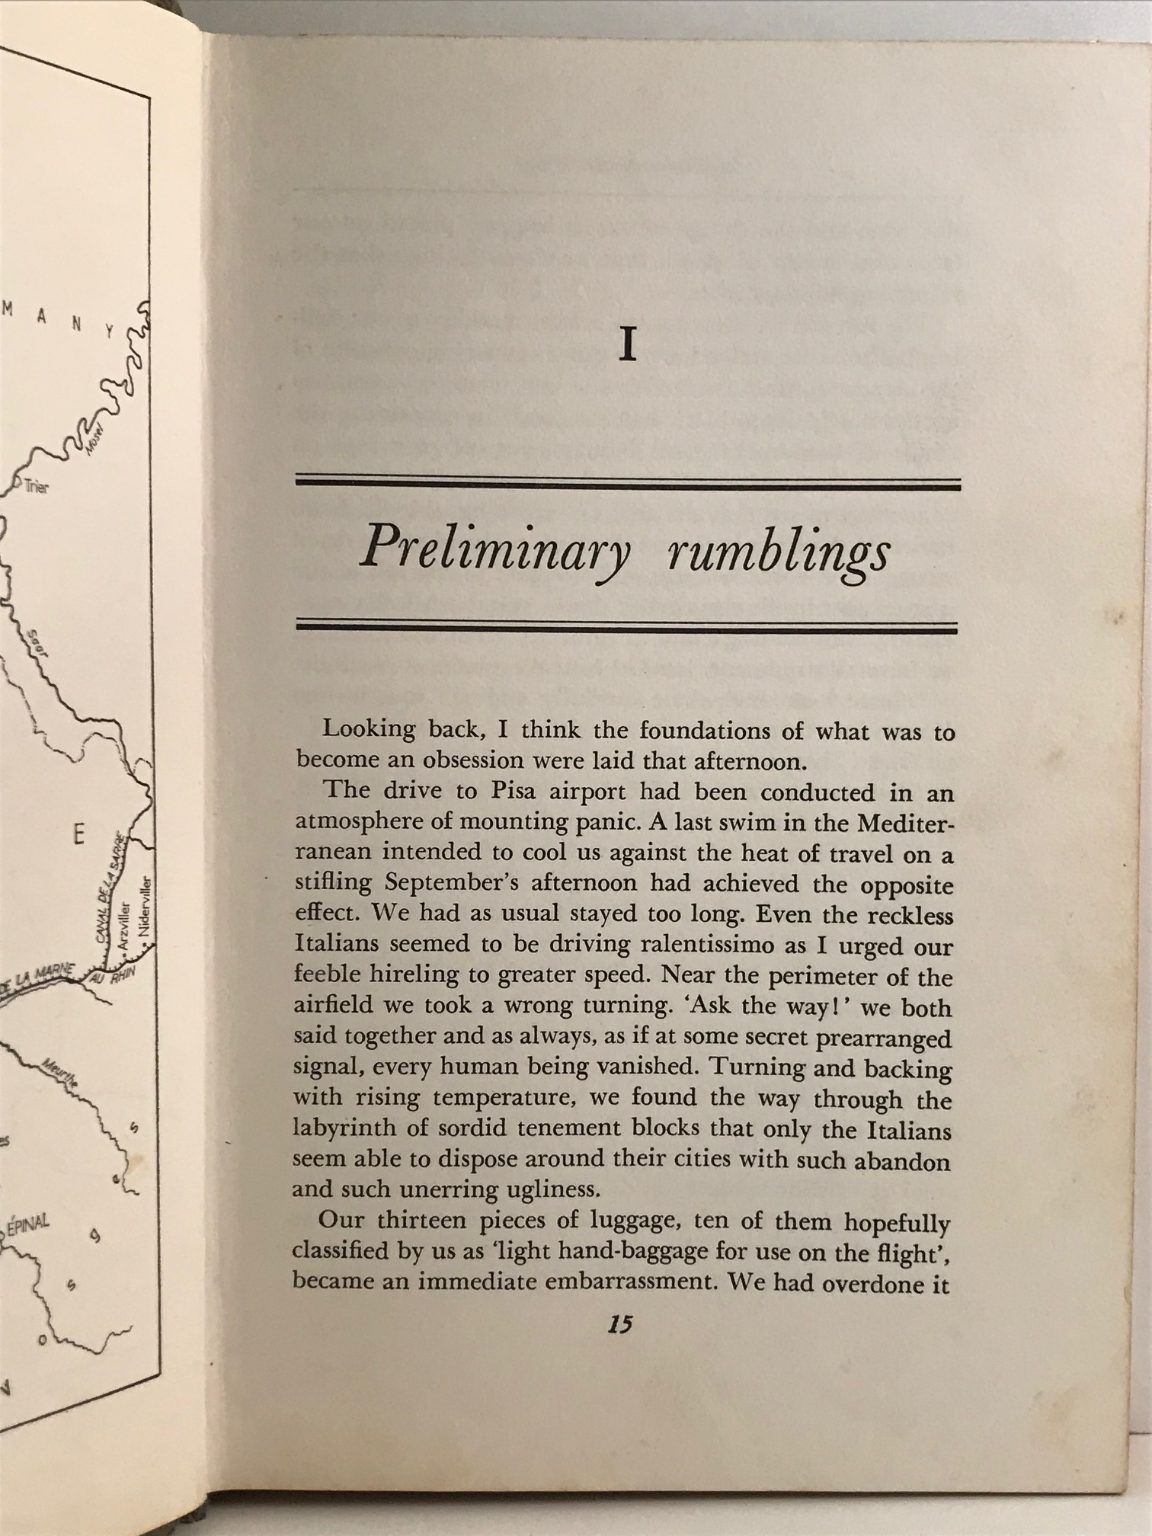 M A N Y
Mosel
Trier
Saar
E
CANAL DE LA SARRE
Arzviller
Niderviller
DE LA MARNE
AU RHIN
Meurthe
s
e
ÉPINAL
g
s
o
V
I
Preliminary rumblings
Looking back, I think the foundations of what was to
become an obsession were laid that afternoon.
The drive to Pisa airport had been conducted in an
atmosphere of mounting panic. A last swim in the Mediter-
ranean intended to cool us against the heat of travel on a
stifling September's afternoon had achieved the opposite
effect. We had as usual stayed too long. Even the reckless
Italians seemed to be driving ralentissimo as I urged our
feeble hireling to greater speed. Near the perimeter of the
airfield we took a wrong turning. ‘Ask the way!’ we both
said together and as always, as if at some secret prearranged
signal, every human being vanished. Turning and backing
with rising temperature, we found the way through the
labyrinth of sordid tenement blocks that only the Italians
seem able to dispose around their cities with such abandon
and such unerring ugliness.
Our thirteen pieces of luggage, ten of them hopefully
classified by us as ‘light hand-baggage for use on the flight’,
became an immediate embarrassment. We had overdone it
15